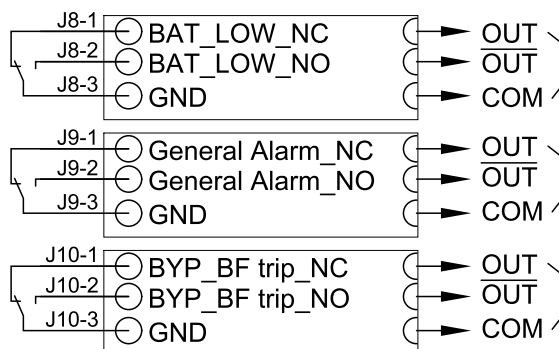 J8-1 BAT_LOW_NC OUT
J8-2 BAT_LOW_NO OUT
J8-3 GND COM
J9-1 General Alarm_NC OUT
J9-2 General Alarm_NO OUT
J9-3 GND COM
J10-1 BYP_BF trip_NC OUT
J10-2 BYP_BF trip_NO OUT
J10-3 GND COM